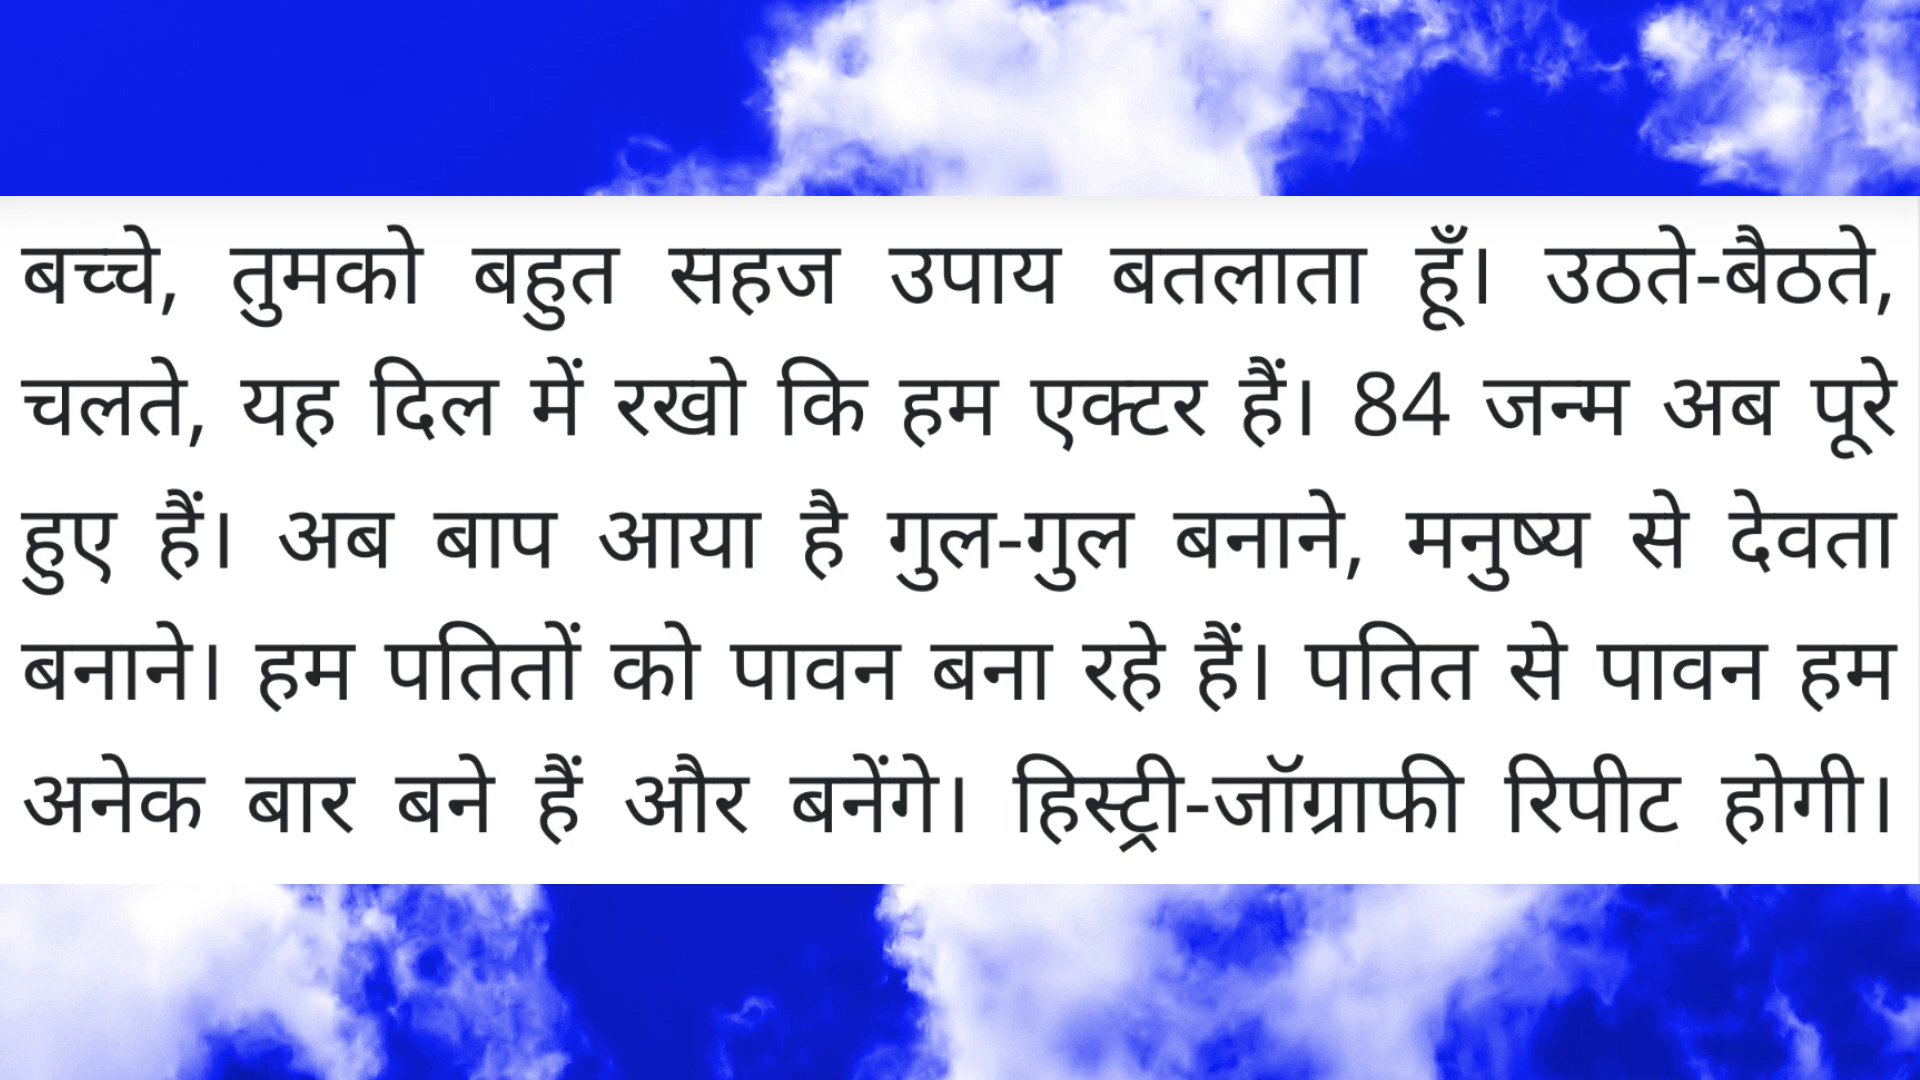 बच्चे, तुमको बहुत सहज उपाय बतलाता हूँ। उठते-बैठते,
चलते, यह दिल में रखो कि हम एक्टर हैं। 84 जन्म अब पूरे
हुए हैं। अब बाप आया है गुल-गुल बनाने, मनुष्य से देवता
बनाने। हम पतितों को पावन बना रहे हैं। पतित से पावन हम
अनेक बार बने हैं और बनेंगे। हिस्ट्री-जॉग्राफी रिपीट होगी।